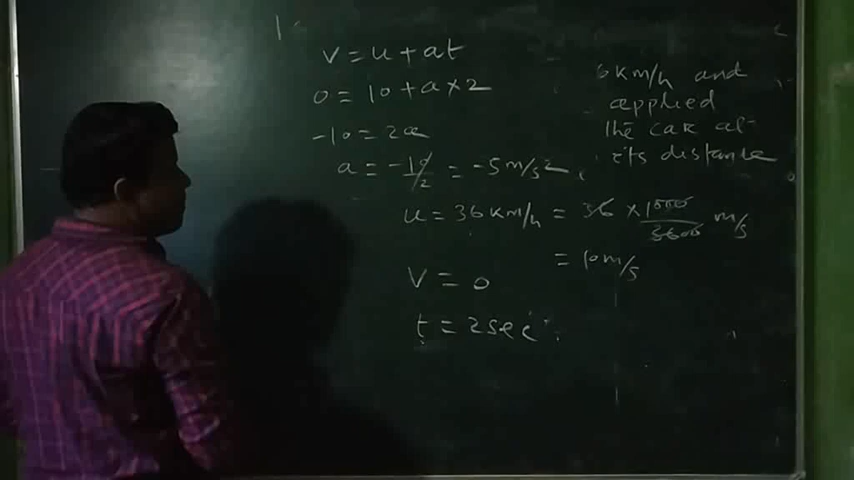 v = u + at
0 = 10 + a × 2
-10 = 2a
a = -10/2 = -5 m/s²
6 km/h and
applied
the car at
its distance
u = 36 km/h = 36 × 1000/3600 m/s
= 10 m/s
v = 0
t = 2 sec